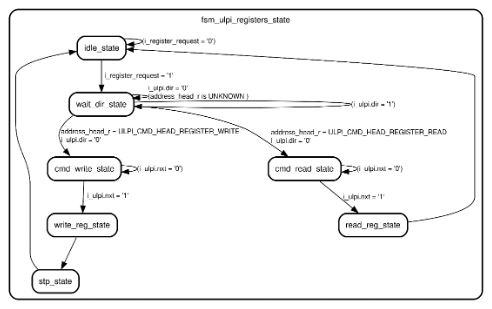 fsm_ulpi_registers_state
idle_state
(i_register_request = '0')
i_register_request = '1'
i_ulpi.dir = '0'
(address_head_r is UNKNOWN )
wait_dir_state
(i_ulpi.dir = '1')
address_head_r = ULPI_CMD_HEAD_REGISTER_WRITE
i_ulpi.dir = '0'
address_head_r = ULPI_CMD_HEAD_REGISTER_READ
i_ulpi.dir = '0'
cmd_write_state
(i_ulpi.nxt = '0')
cmd_read_state
(i_ulpi.nxt = '0')
i_ulpi.nxt = '1'
i_ulpi.nxt = '1'
write_reg_state
read_reg_state
stp_state